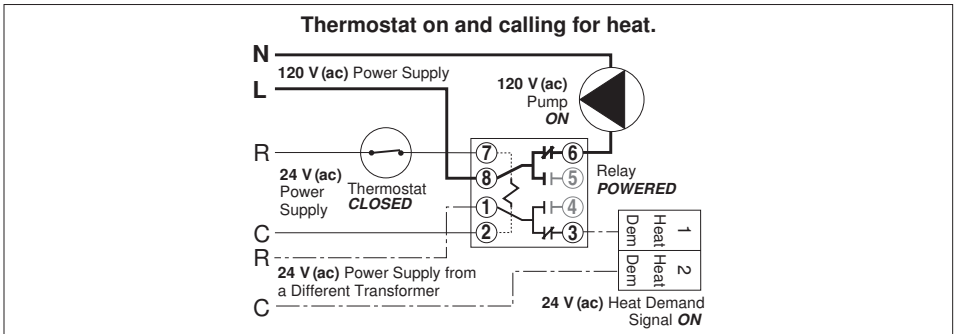 Thermostat on and calling for heat.
N
120 V (ac) Power Supply
L
120 V (ac)
Pump
ON
R
24 V (ac)
Power
Supply
Thermostat
CLOSED
7
6
8
5
1
4
2
3
Relay
POWERED
C
R
24 V (ac) Power Supply from
a Different Transformer
C
1
Heat
Dem
2
Heat
Dem
24 V (ac) Heat Demand
Signal ON